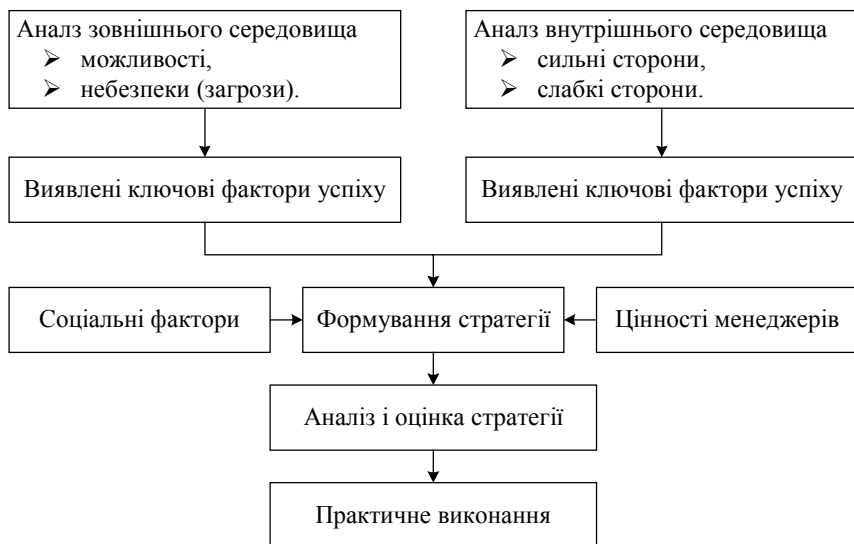 Аналз зовнішнього середовища
➢ можливості,
➢ небезпеки (загрози).
Аналз внутрішнього середовища
➢ сильні сторони,
➢ слабкі сторони.
Виявлені ключові фактори успіху
Виявлені ключові фактори успіху
Соціальні фактори
Формування стратегії
Цінності менеджерів
Аналіз і оцінка стратегії
Практичне виконання